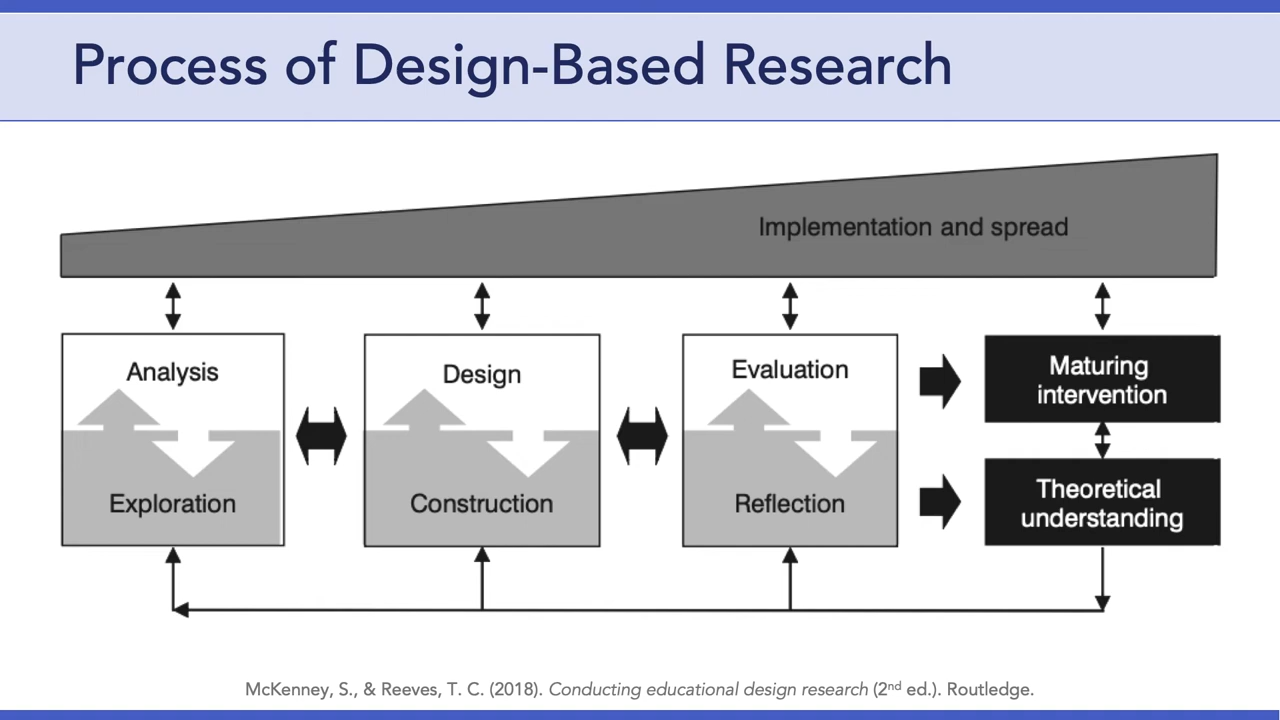 Process of Design-Based Research
Implementation and spread
Analysis
Exploration
Design
Construction
Evaluation
Reflection
Maturing
intervention
Theoretical
understanding
McKenney, S., & Reeves, T. C. (2018). Conducting educational design research (2nd ed.). Routledge.